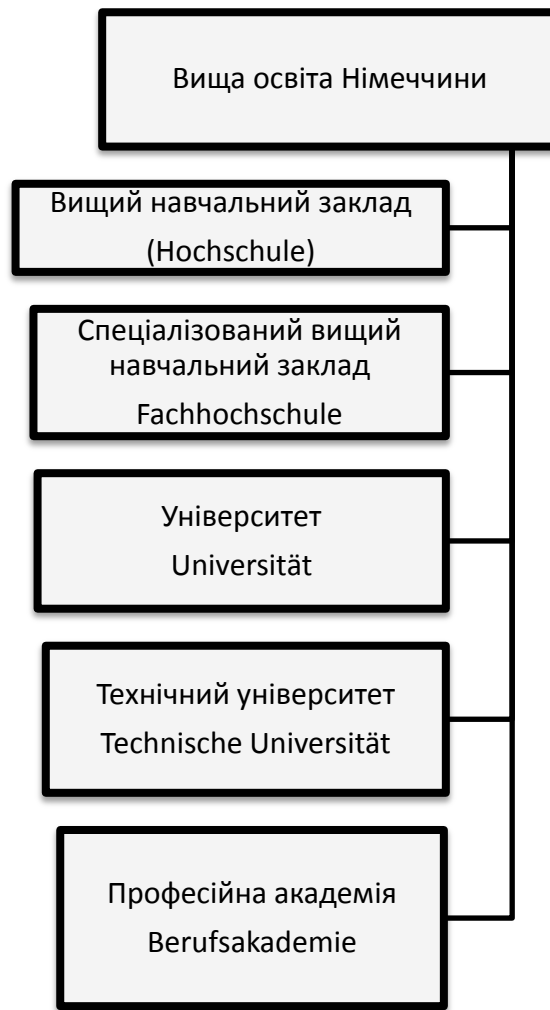 Вища освіта Німеччини
Вищий навчальний заклад
(Hochschule)
Спеціалізований вищий
навчальний заклад
Fachhochschule
Університет
Universität
Технічний університет
Technische Universität
Професійна академія
Berufsakademie